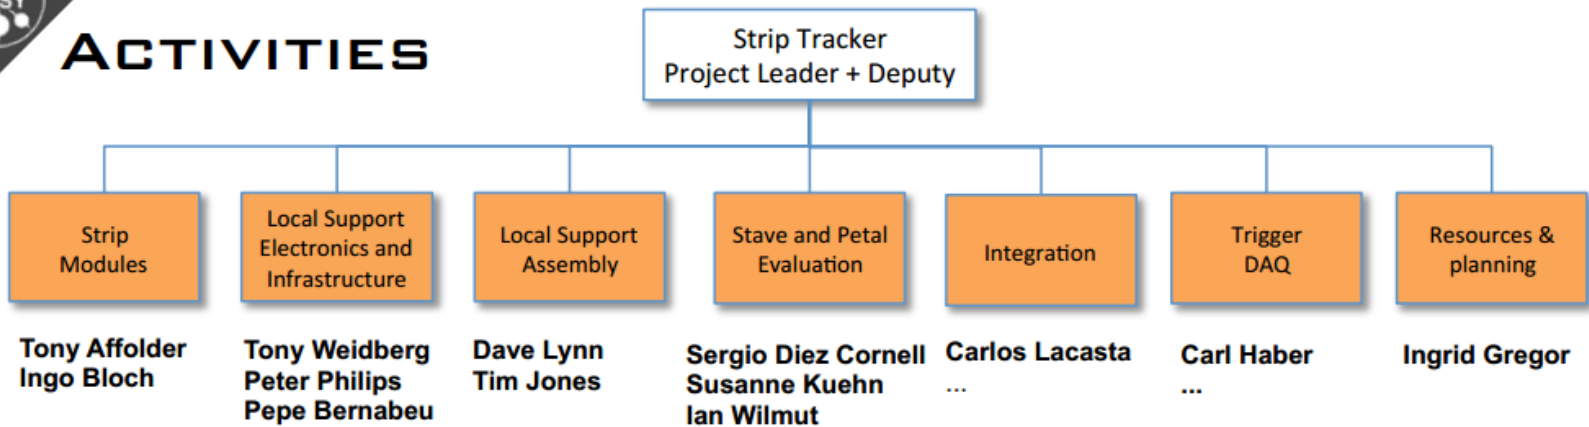 ACTIVITIES
Strip Tracker
Project Leader + Deputy
Strip
Modules
Local Support
Electronics and
Infrastructure
Local Support
Assembly
Stave and Petal
Evaluation
Integration
Trigger
DAQ
Resources &
planning
Tony Affolder
Ingo Bloch
Tony Weidberg
Peter Philips
Pepe Bernabeu
Dave Lynn
Tim Jones
Sergio Diez Cornell
Susanne Kuehn
Ian Wilmut
Carlos Lacasta
...
Carl Haber
...
Ingrid Gregor